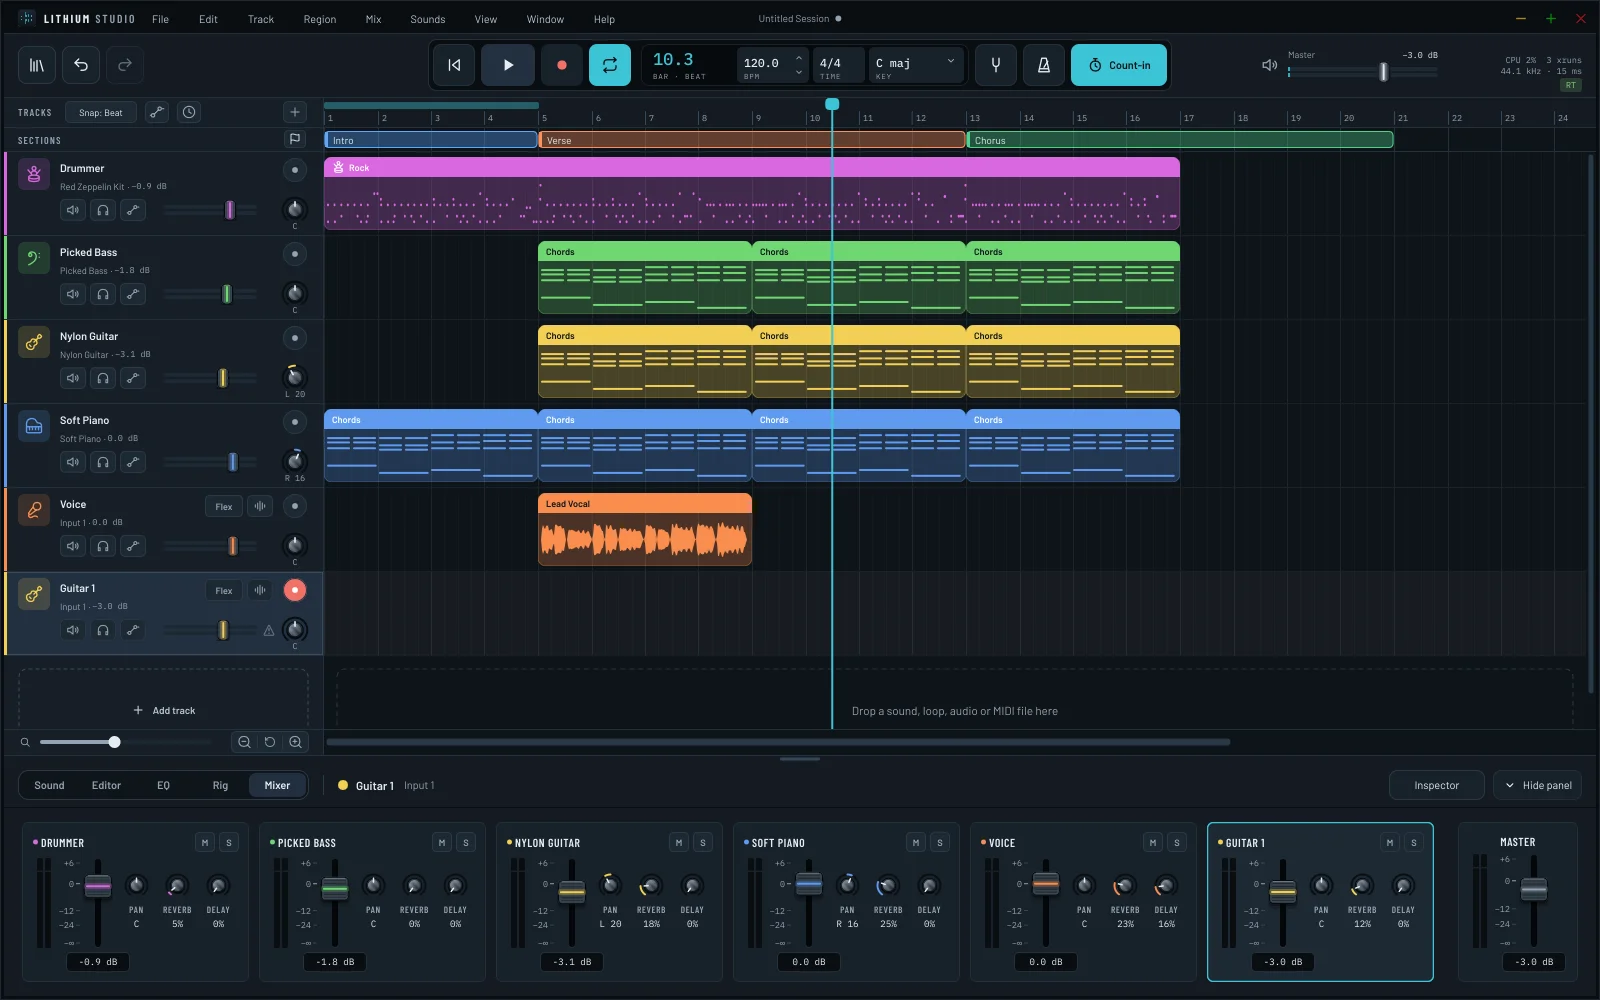 LITHIUM STUDIO File Edit Track Region Mix Sounds View Window Help Untitled Session
10.3 BAR · BEAT
120.0 BPM
4/4 TIME
C maj KEY
Count-in
Master -3.0 dB
CPU 2% 3 xruns
44.1 kHz · 15 ms
RT
TRACKS Snap: Beat
1 2 3 4 5 6 7 8 9 10 11 12 13 14 15 16 17 18 19 20 21 22 23 24
SECTIONS
Intro Verse Chorus
Drummer
Red Zeppelin Kit · -0.9 dB
C
Rock
Picked Bass
Picked Bass · -1.8 dB
C
Chords Chords Chords
Nylon Guitar
Nylon Guitar · -3.1 dB
L 20
Chords Chords Chords
Soft Piano
Soft Piano · 0.0 dB
R 16
Chords Chords Chords Chords
Voice Flex
Input 1 · 0.0 dB
C
Lead Vocal
Guitar 1 Flex
Input 1 · -3.0 dB
C
Add track
Drop a sound, loop, audio or MIDI file here
Sound Editor EQ Rig Mixer Guitar 1 Input 1 Inspector Hide panel
DRUMMER M S
+6
0
-12
-24
-∞
PAN REVERB DELAY
C 5% 0%
-0.9 dB
PICKED BASS M S
+6
0
-12
-24
-∞
PAN REVERB DELAY
C 0% 0%
-1.8 dB
NYLON GUITAR M S
+6
0
-12
-24
-∞
PAN REVERB DELAY
L 20 18% 0%
-3.1 dB
SOFT PIANO M S
+6
0
-12
-24
-∞
PAN REVERB DELAY
R 16 25% 0%
0.0 dB
VOICE M S
+6
0
-12
-24
-∞
PAN REVERB DELAY
C 23% 16%
0.0 dB
GUITAR 1 M S
+6
0
-12
-24
-∞
PAN REVERB DELAY
C 12% 0%
-3.0 dB
MASTER
+6
0
-12
-24
-∞
-3.0 dB